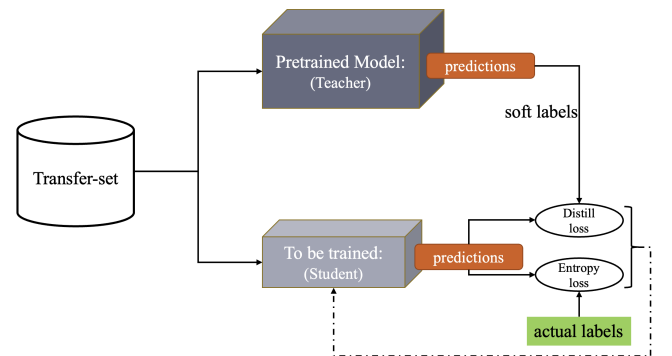 Pretrained Model:
(Teacher)
predictions
soft labels
Transfer-set
Distill
loss
To be trained:
(Student)
predictions
Entropy
loss
actual labels